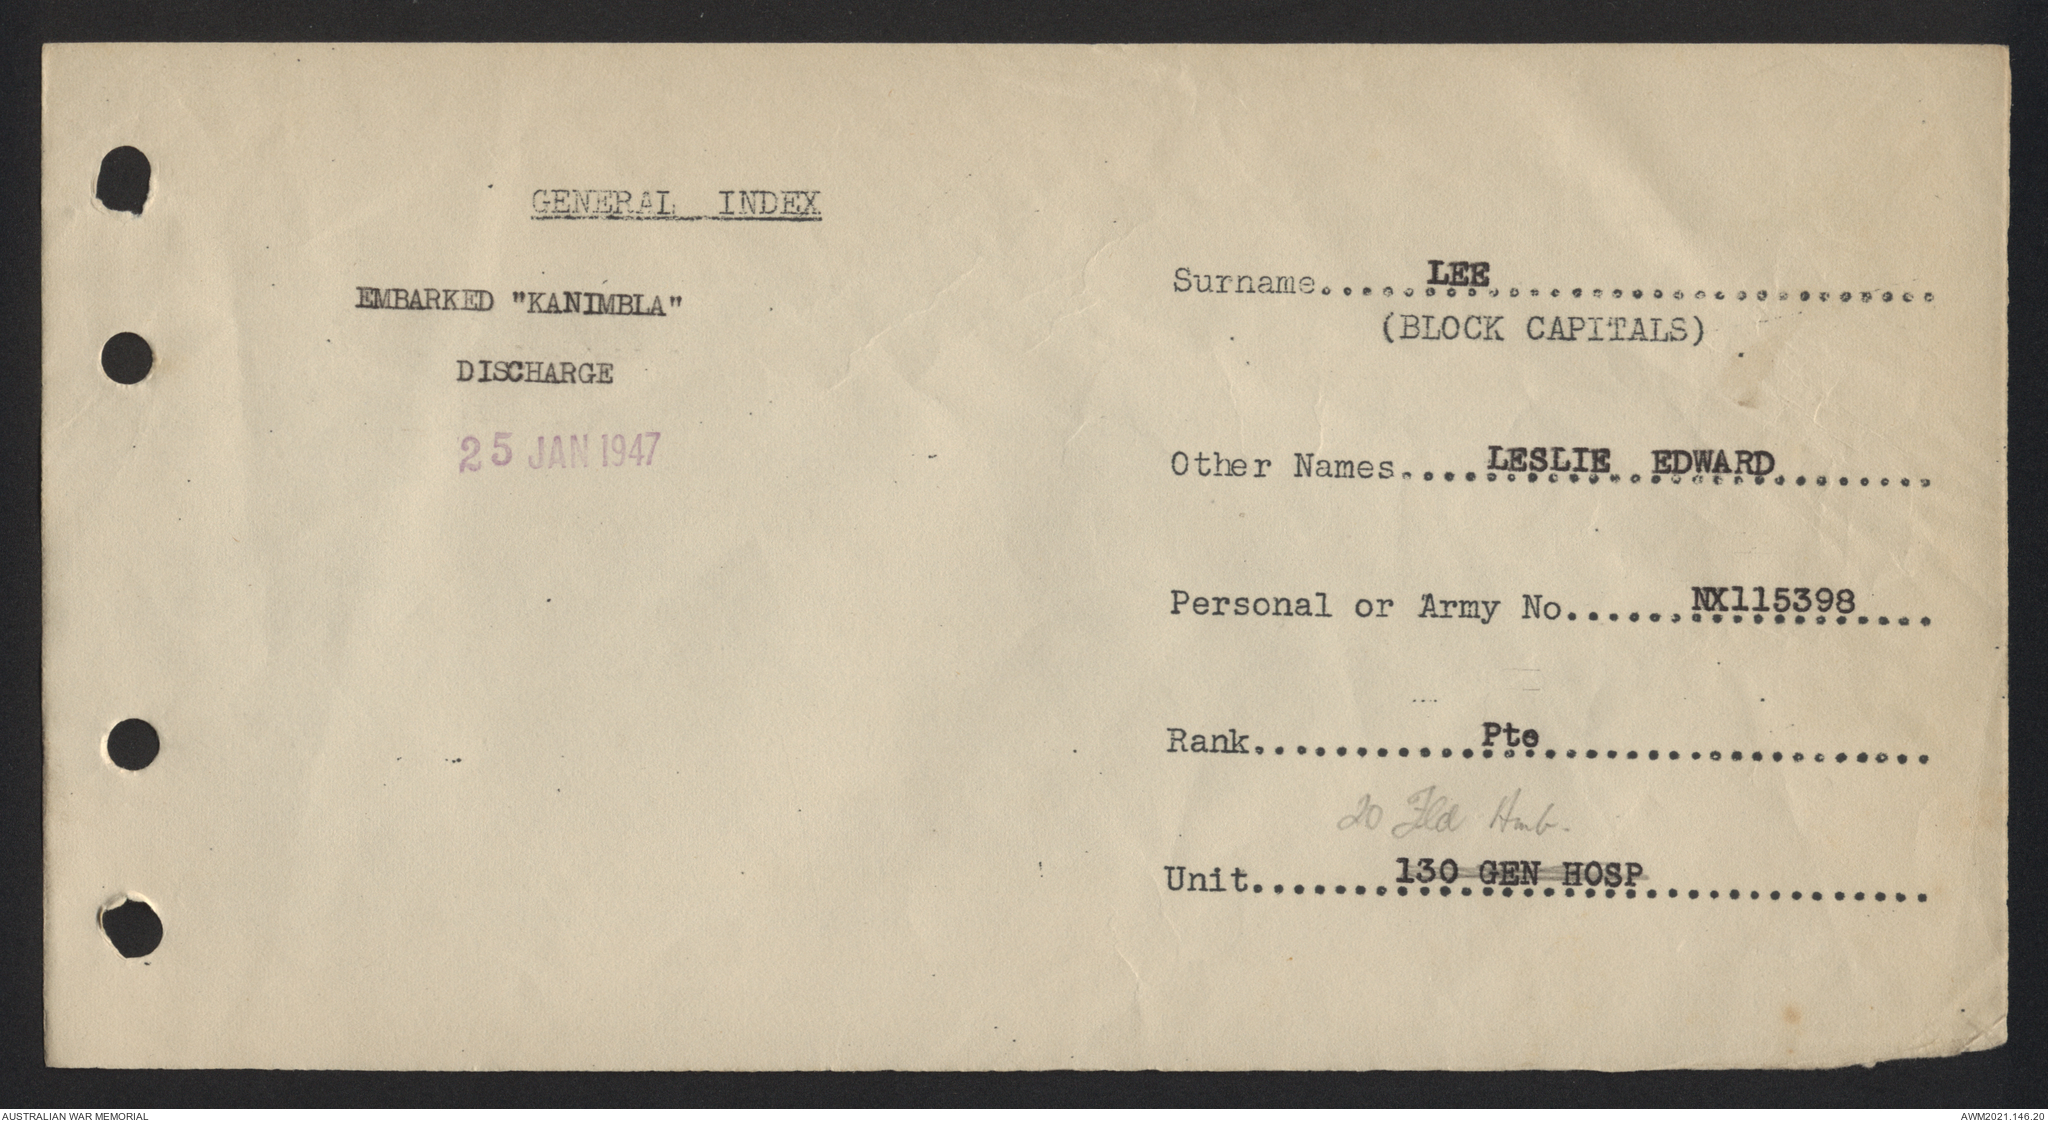 GENERAL INDEX
EMBARKED "KANIMBLA"
DISCHARGE
25 JAN 1947
Surname.....LEE......................
(BLOCK CAPITALS)
Other Names....LESLIE EDWARD........
Personal or Army No......NX115398....
Rank...........Pte...................
20 Fld Amb.
Unit.......130 GEN HOSP..............
AUSTRALIAN WAR MEMORIAL
AWM2021.146.20